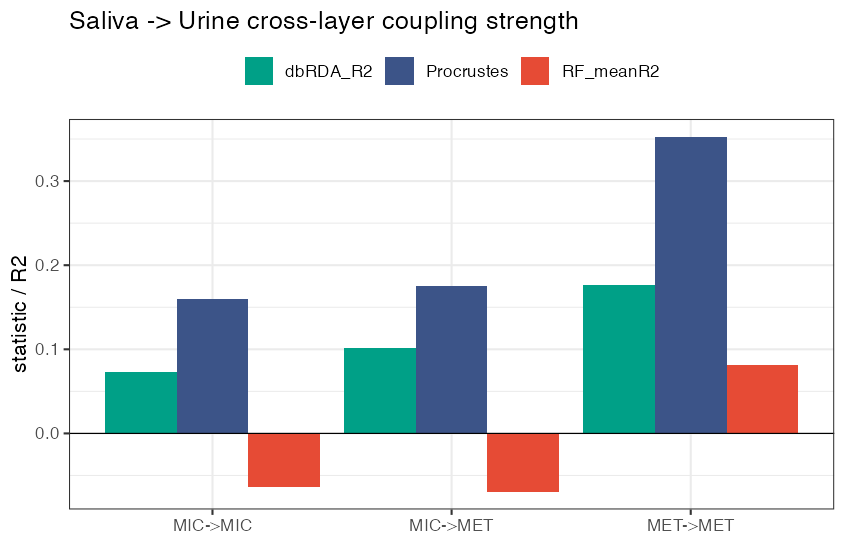 Saliva -> Urine cross-layer coupling strength
dbRDA_R2 Procrustes RF_meanR2
statistic / R2
0.3
0.2
0.1
0.0
MIC->MIC MIC->MET MET->MET